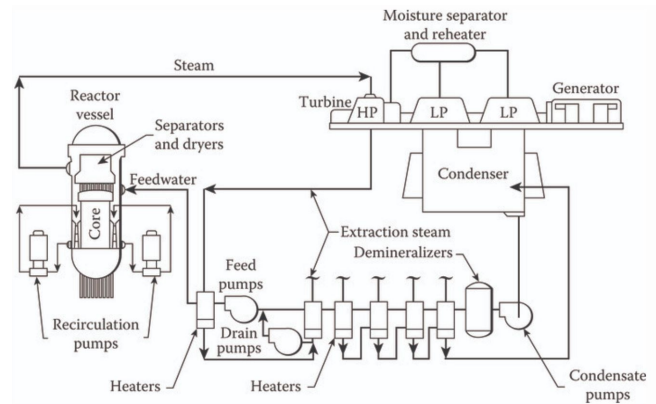 Moisture separator
and reheater
Steam
Reactor
vessel
Turbine
HP
LP
LP
Generator
Separators
and dryers
Feedwater
Condenser
Core
Extraction steam
Demineralizers
Feed
pumps
Drain
pumps
Recirculation
pumps
Heaters
Heaters
Condensate
pumps